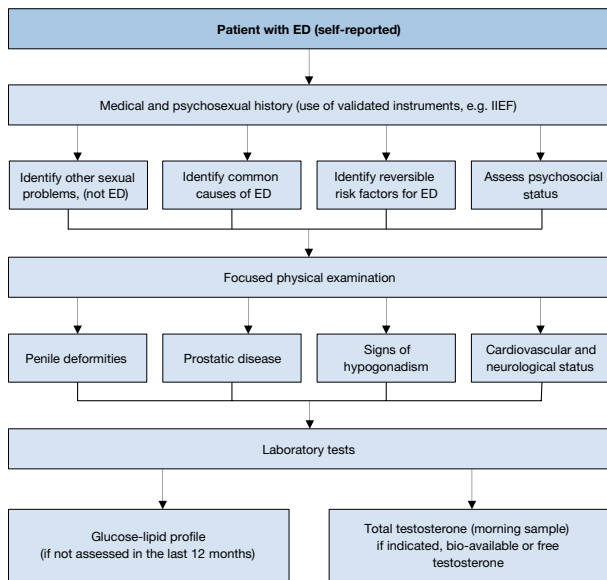 Patient with ED (self-reported)
Medical and psychosexual history (use of validated instruments, e.g. IIEF)
Identify other sexual
problems, (not ED)
Identify common
causes of ED
Identify reversible
risk factors for ED
Assess psychosocial
status
Focused physical examination
Penile deformities
Prostatic disease
Signs of
hypogonadism
Cardiovascular and
neurological status
Laboratory tests
Glucose-lipid profile
(if not assessed in the last 12 months)
Total testosterone (morning sample)
if indicated, bio-available or free
testosterone